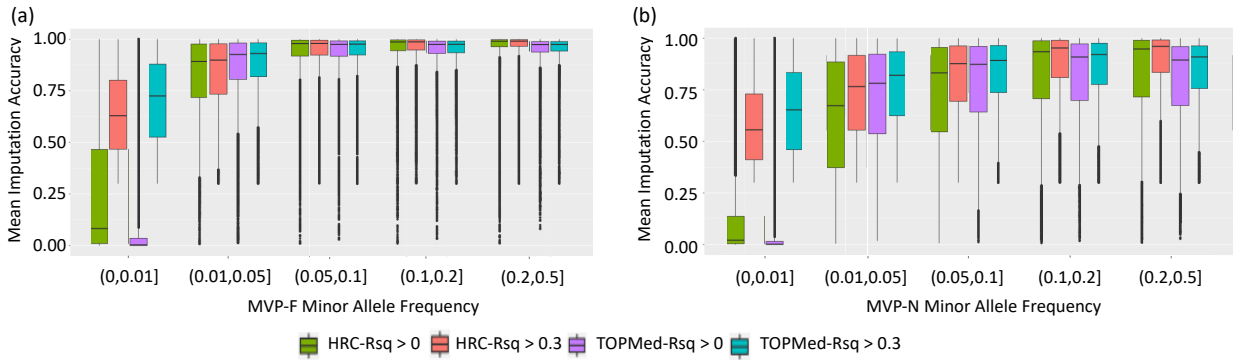 (a)
Mean Imputation Accuracy
1.00
0.75
0.50
0.25
0.00
(0,0.01]
(0.01,0.05]
(0.05,0.1]
(0.1,0.2]
(0.2,0.5]
MVP-F Minor Allele Frequency
(b)
Mean Imputation Accuracy
1.00
0.75
0.50
0.25
0.00
(0,0.01]
(0.01,0.05]
(0.05,0.1]
(0.1,0.2]
(0.2,0.5]
MVP-N Minor Allele Frequency
HRC-Rsq > 0
HRC-Rsq > 0.3
TOPMed-Rsq > 0
TOPMed-Rsq > 0.3